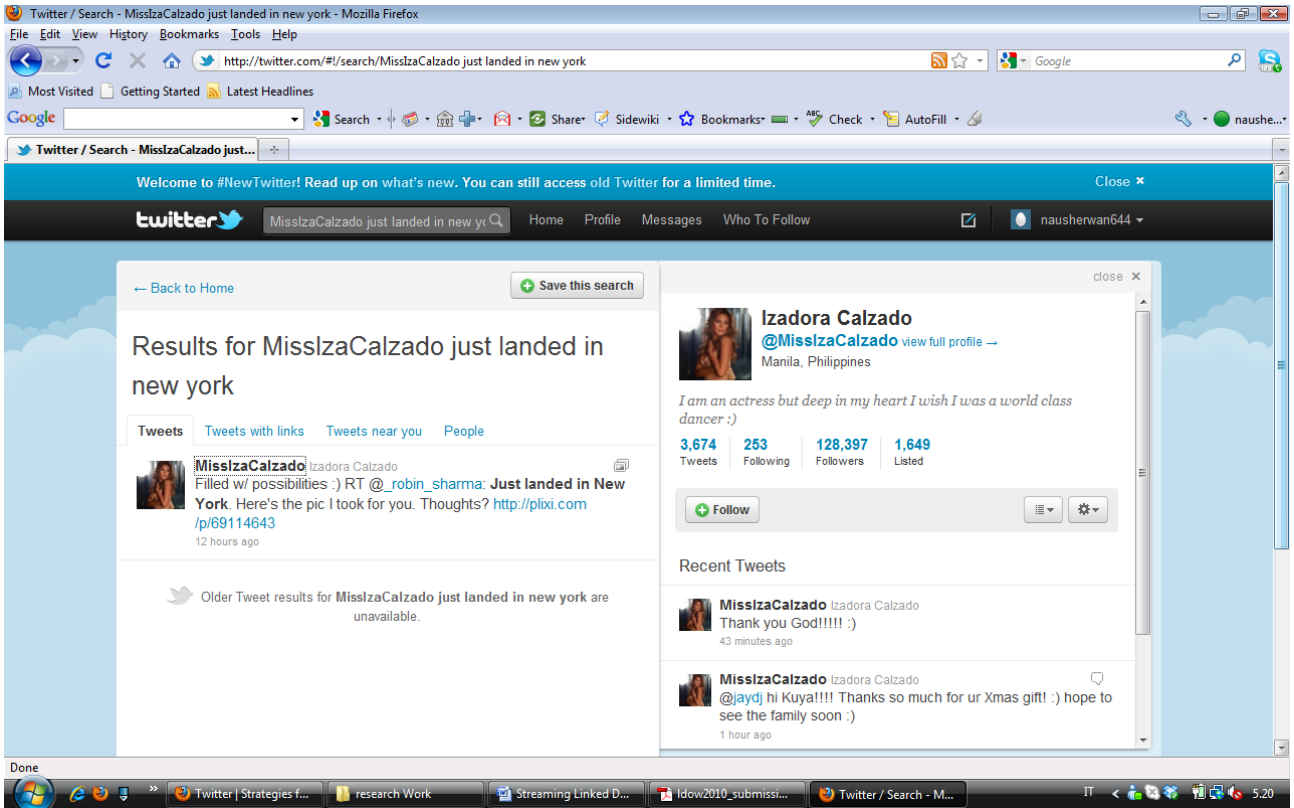 Twitter / Search - MissIzaCalzado just landed in new york - Mozilla Firefox
File Edit View History Bookmarks Tools Help
http://twitter.com/#!/search/MissIzaCalzado just landed in new york
Google
Most Visited Getting Started Latest Headlines
Google Search Share Sidewiki Bookmarks ABC Check AutoFill naushe...
Twitter / Search - MissIzaCalzado just...
Welcome to #NewTwitter! Read up on what's new. You can still access old Twitter for a limited time. Close ×
twitter MissIzaCalzado just landed in new yo Home Profile Messages Who To Follow nausherwan644
← Back to Home
Save this search
Results for MissIzaCalzado just landed in
new york
Tweets Tweets with links Tweets near you People
MissIzaCalzado Izadora Calzado
Filled w/ possibilities :) RT @_robin_sharma: Just landed in New
York. Here's the pic I took for you. Thoughts? http://plixi.com
/p/69114643
12 hours ago
Older Tweet results for MissIzaCalzado just landed in new york are
unavailable.
close ×
Izadora Calzado
@MissIzaCalzado view full profile →
Manila, Philippines
I am an actress but deep in my heart I wish I was a world class
dancer :)
3,674 253 128,397 1,649
Tweets Following Followers Listed
Follow
Recent Tweets
MissIzaCalzado Izadora Calzado
Thank you God!!!!! :)
43 minutes ago
MissIzaCalzado Izadora Calzado
@jaydj hi Kuya!!!! Thanks so much for ur Xmas gift! :) hope to
see the family soon :)
1 hour ago
Done
Twitter | Strategies f... research Work Streaming Linked D... ldow2010_submissi... Twitter / Search - M... IT 5.20